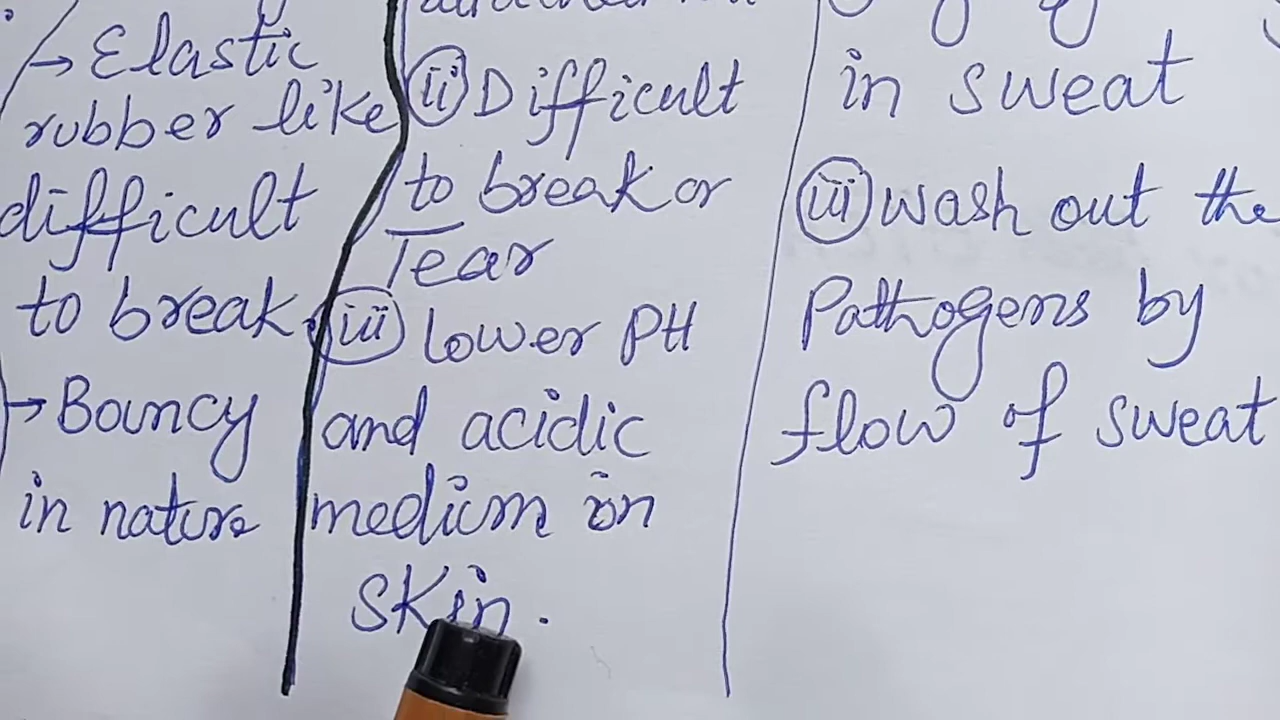 → Elastic
rubber like
difficult
to break.
→ Bouncy
in nature
(ii) Difficult
to break or
Tear
(iii) lower PH
and acidic
medium on
skin.
in sweat
(iii) wash out the
Pathogens by
flow of sweat